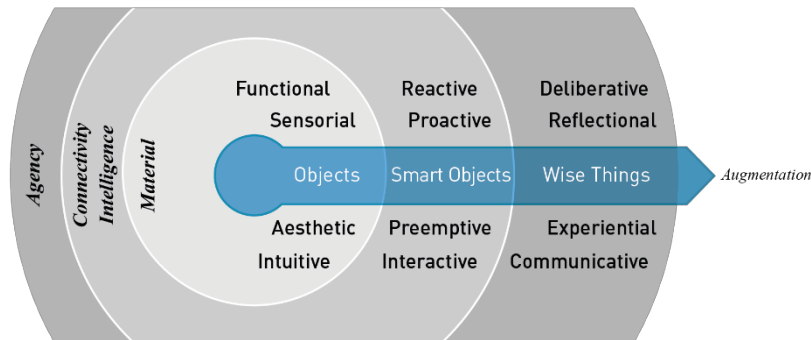 Functional Reactive Deliberative
Sensorial Proactive Reflectional
Agency
Connectivity
Intelligence
Material
Objects Smart Objects Wise Things
Augmentation
Aesthetic Preemptive Experiential
Intuitive Interactive Communicative